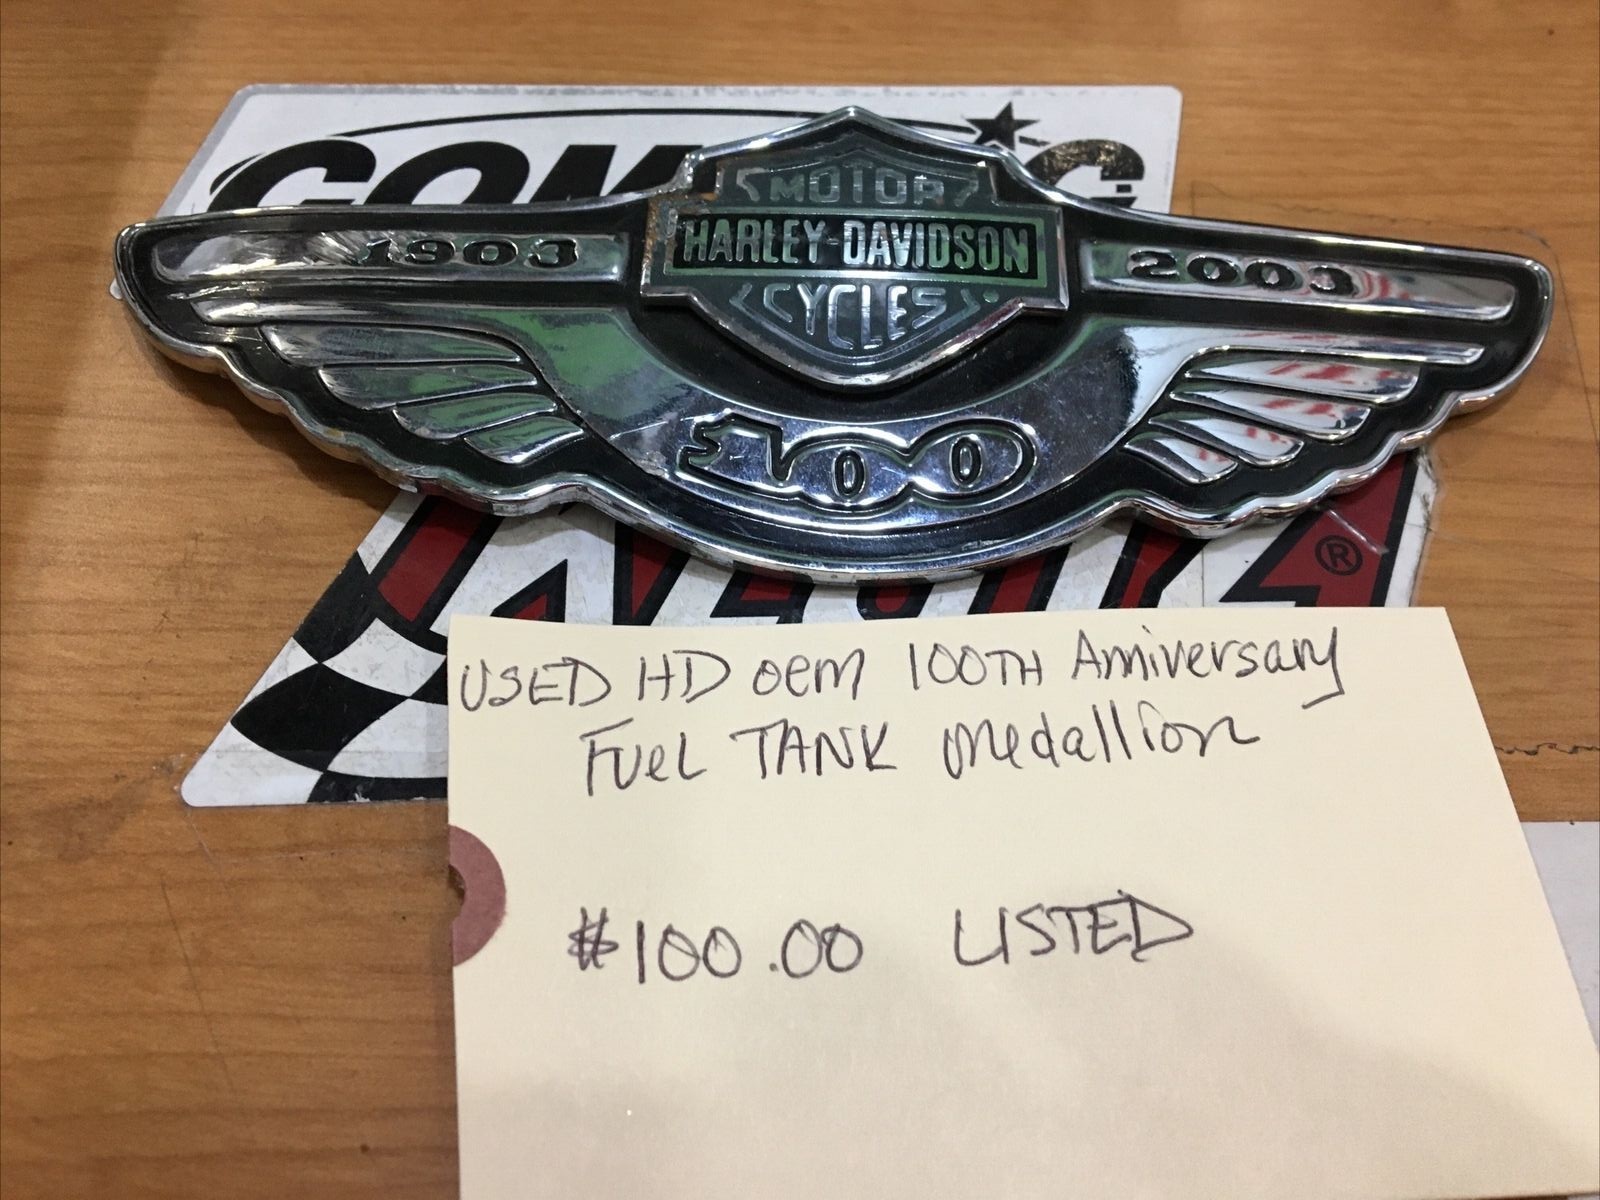 MOTOR
1903 HARLEY-DAVIDSON 2003
CYCLES
100
®
USED HD OEM 100TH Anniversary
FUEL TANK Medallion
$100.00 LISTED